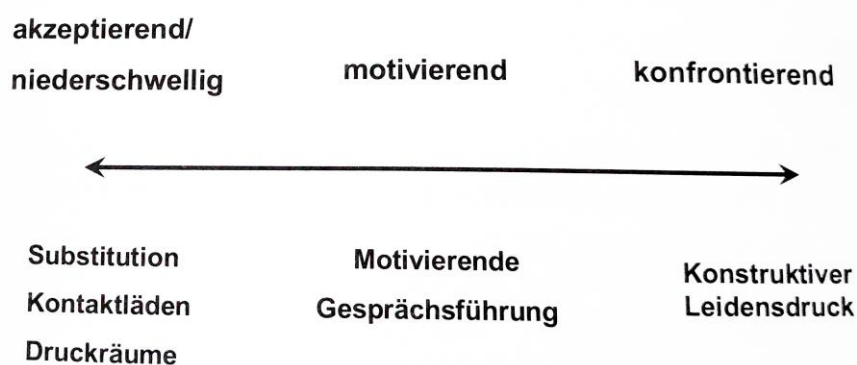 akzeptierend/
niederschwellig
motivierend
konfrontierend
Substitution
Kontaktläden
Druckräume
Motivierende
Gesprächsführung
Konstruktiver
Leidensdruck